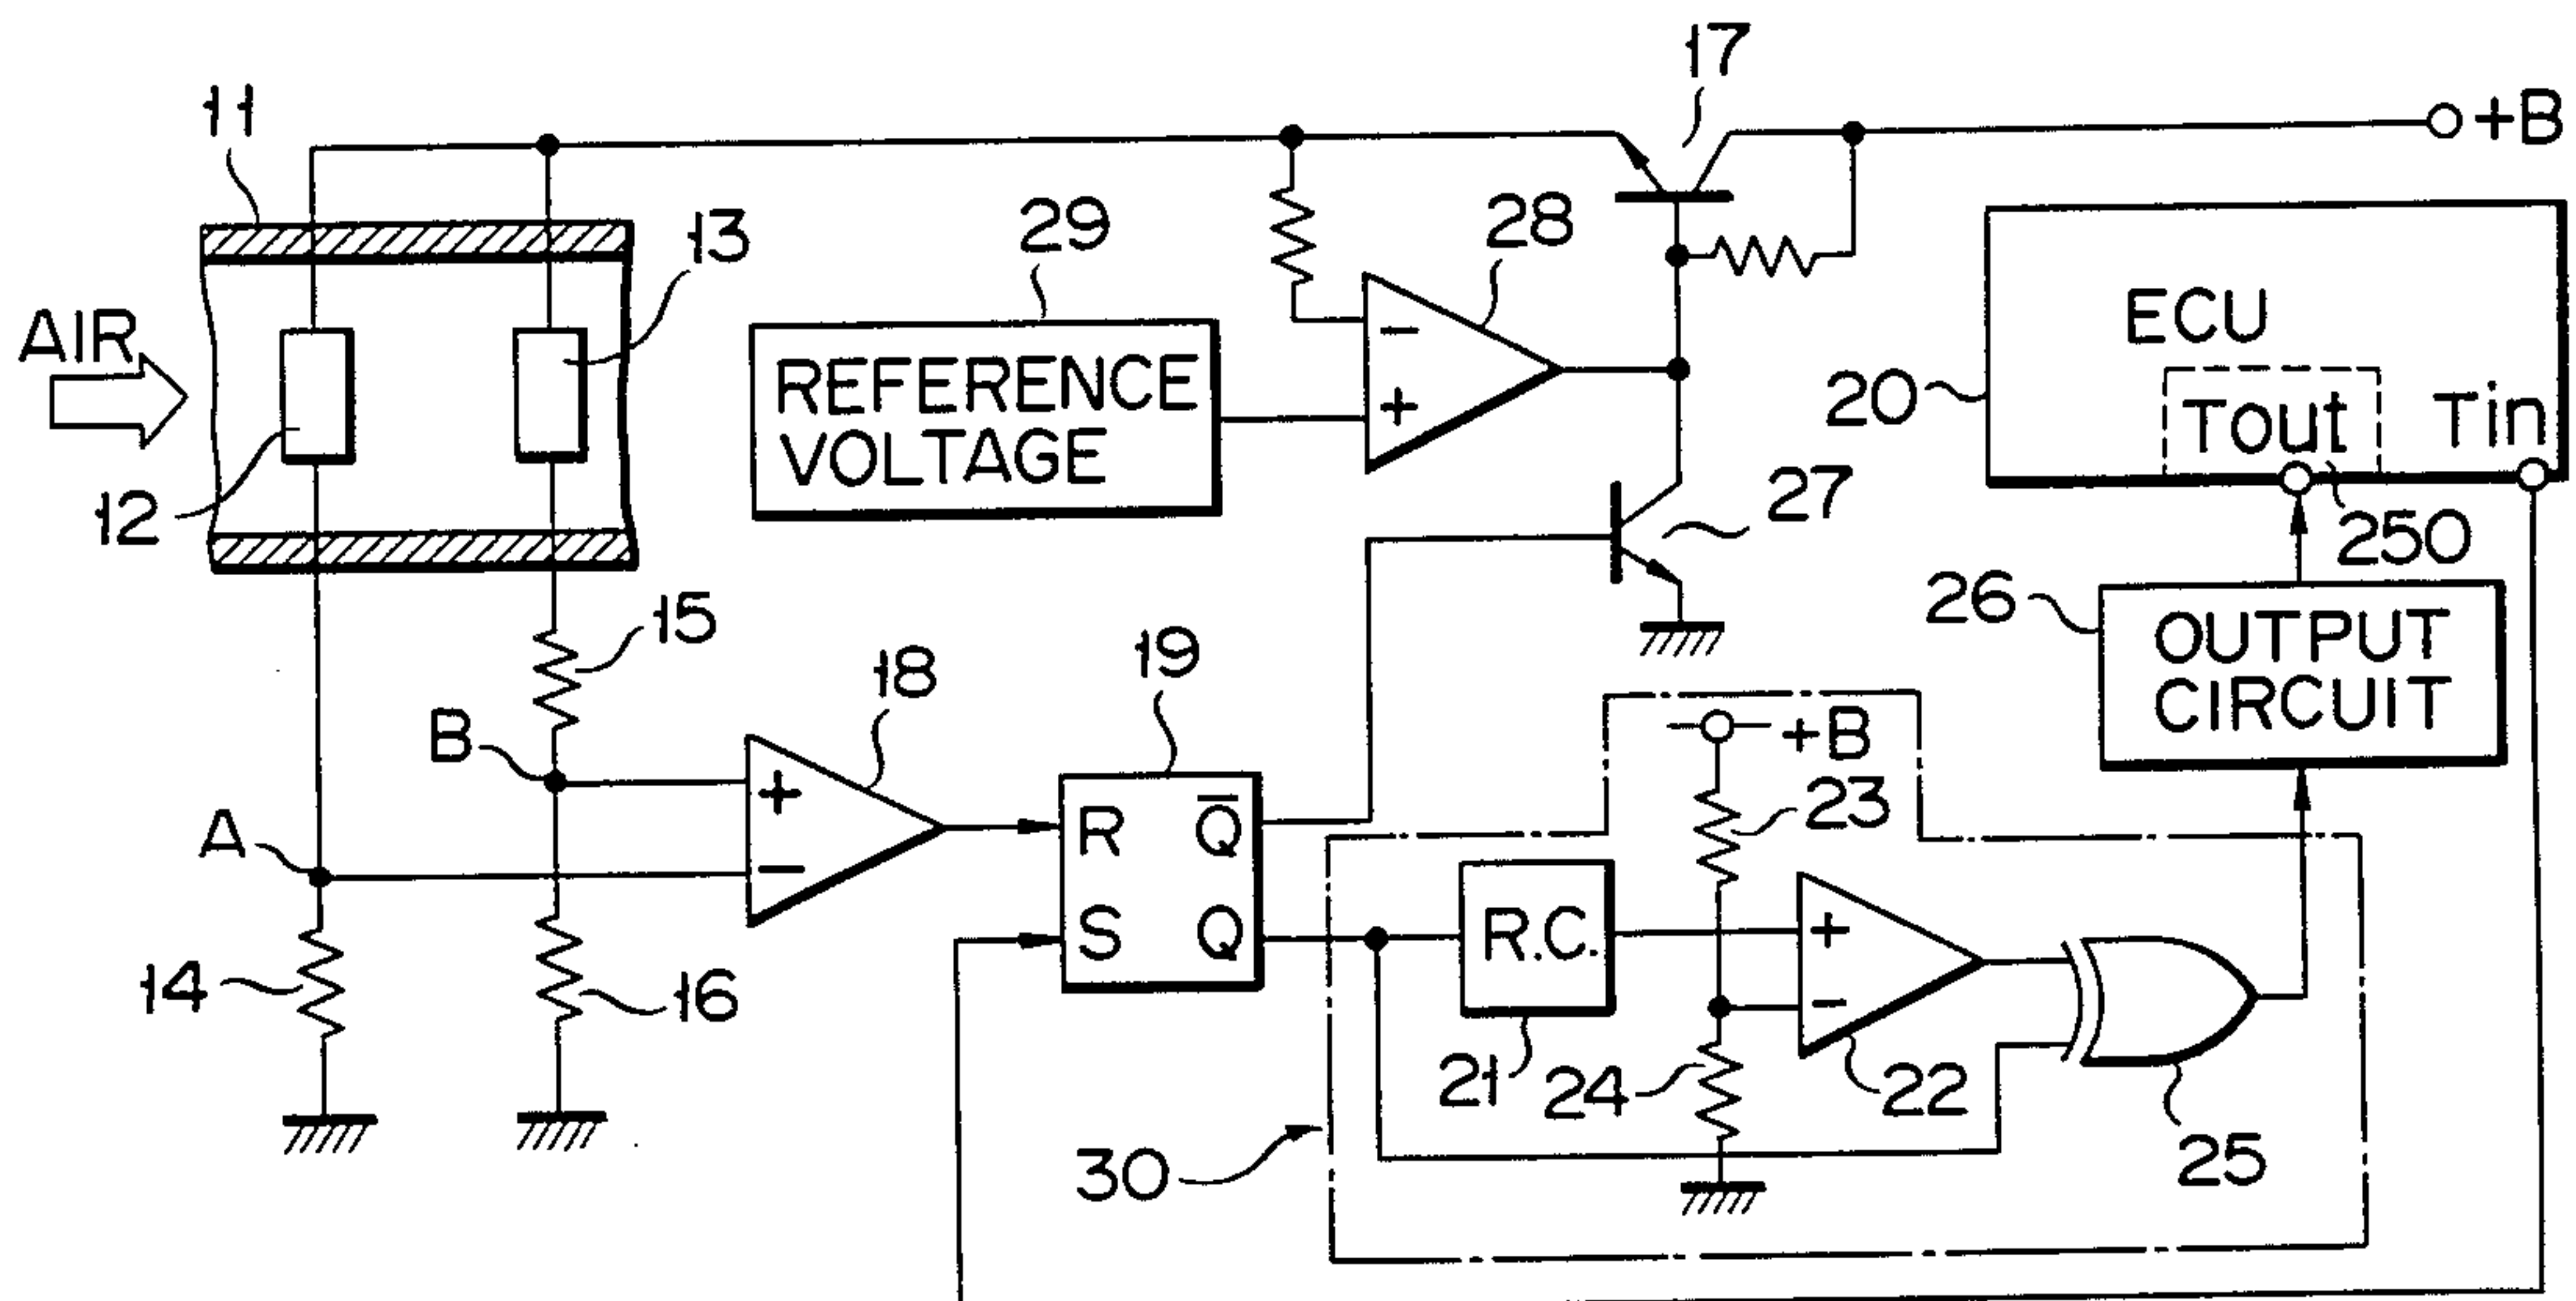 17
+B
11
29
28
13
AIR
REFERENCE
VOLTAGE
ECU
20
Tout
Tin
12
−
+
27
250
26
OUTPUT
CIRCUIT
15
18
19
B
+
−
A
R
Q̅
S
Q
+B
23
R.C.
+
−
14
16
21
24
22
25
30